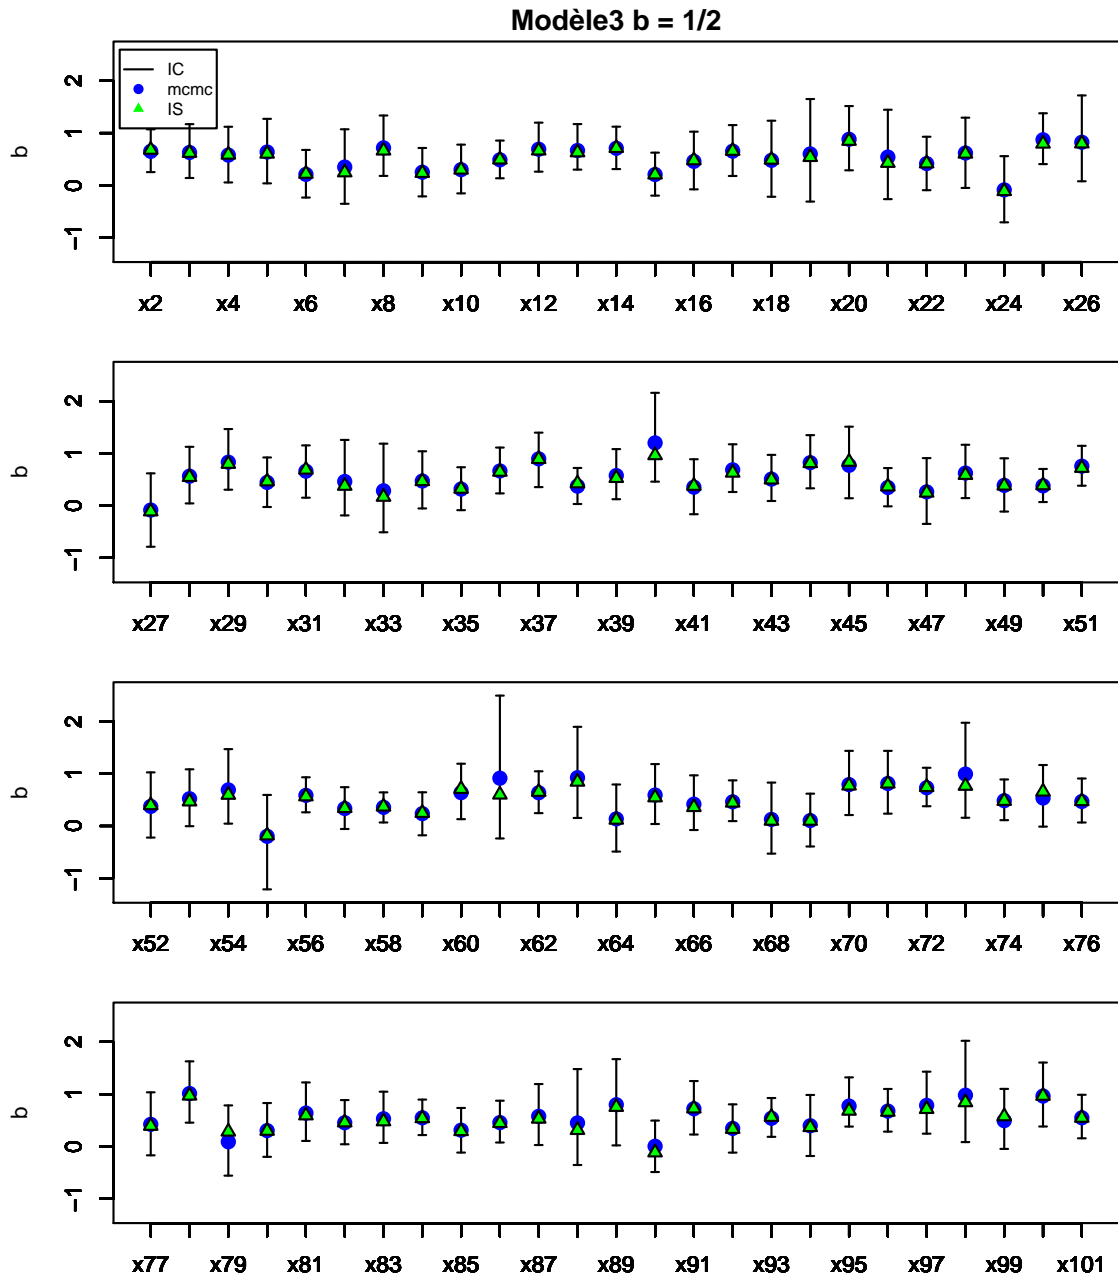 Modèle3 b = 1/2
IC
mcmc
IS
b
2
1
0
−1
x2 x4 x6 x8 x10 x12 x14 x16 x18 x20 x22 x24 x26
b
2
1
0
−1
x27 x29 x31 x33 x35 x37 x39 x41 x43 x45 x47 x49 x51
b
2
1
0
−1
x52 x54 x56 x58 x60 x62 x64 x66 x68 x70 x72 x74 x76
b
2
1
0
−1
x77 x79 x81 x83 x85 x87 x89 x91 x93 x95 x97 x99 x101